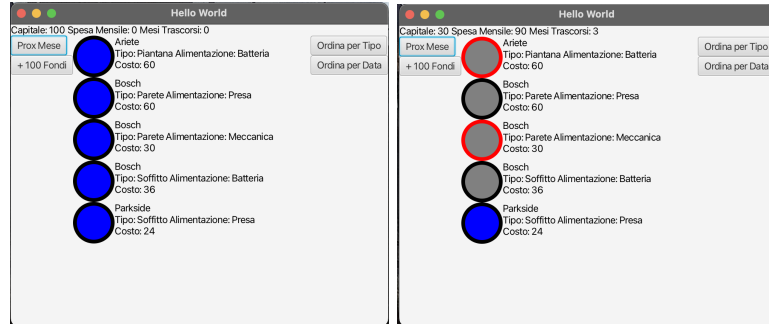 Hello World
Capitale: 100 Spesa Mensile: 0 Mesi Trascorsi: 0
Prox Mese
+ 100 Fondi
Ariete
Tipo: Piantana Alimentazione: Batteria
Costo: 60
Bosch
Tipo: Parete Alimentazione: Presa
Costo: 60
Bosch
Tipo: Parete Alimentazione: Meccanica
Costo: 30
Bosch
Tipo: Soffitto Alimentazione: Batteria
Costo: 36
Parkside
Tipo: Soffitto Alimentazione: Presa
Costo: 24
Ordina per Tipo
Ordina per Data
Hello World
Capitale: 30 Spesa Mensile: 90 Mesi Trascorsi: 3
Prox Mese
+ 100 Fondi
Ariete
Tipo: Piantana Alimentazione: Batteria
Costo: 60
Bosch
Tipo: Parete Alimentazione: Presa
Costo: 60
Bosch
Tipo: Parete Alimentazione: Meccanica
Costo: 30
Bosch
Tipo: Soffitto Alimentazione: Batteria
Costo: 36
Parkside
Tipo: Soffitto Alimentazione: Presa
Costo: 24
Ordina per Tipo
Ordina per Data